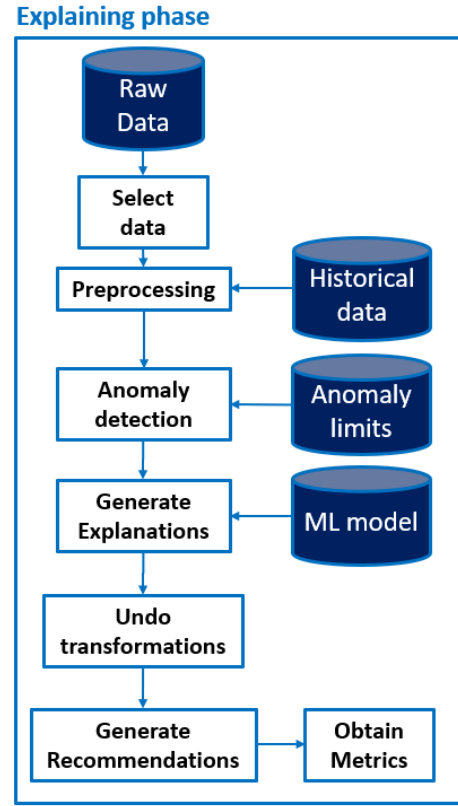 Explaining phase
Raw
Data
Select
data
Preprocessing
Historical
data
Anomaly
detection
Anomaly
limits
Generate
Explanations
ML model
Undo
transformations
Generate
Recommendations
Obtain
Metrics